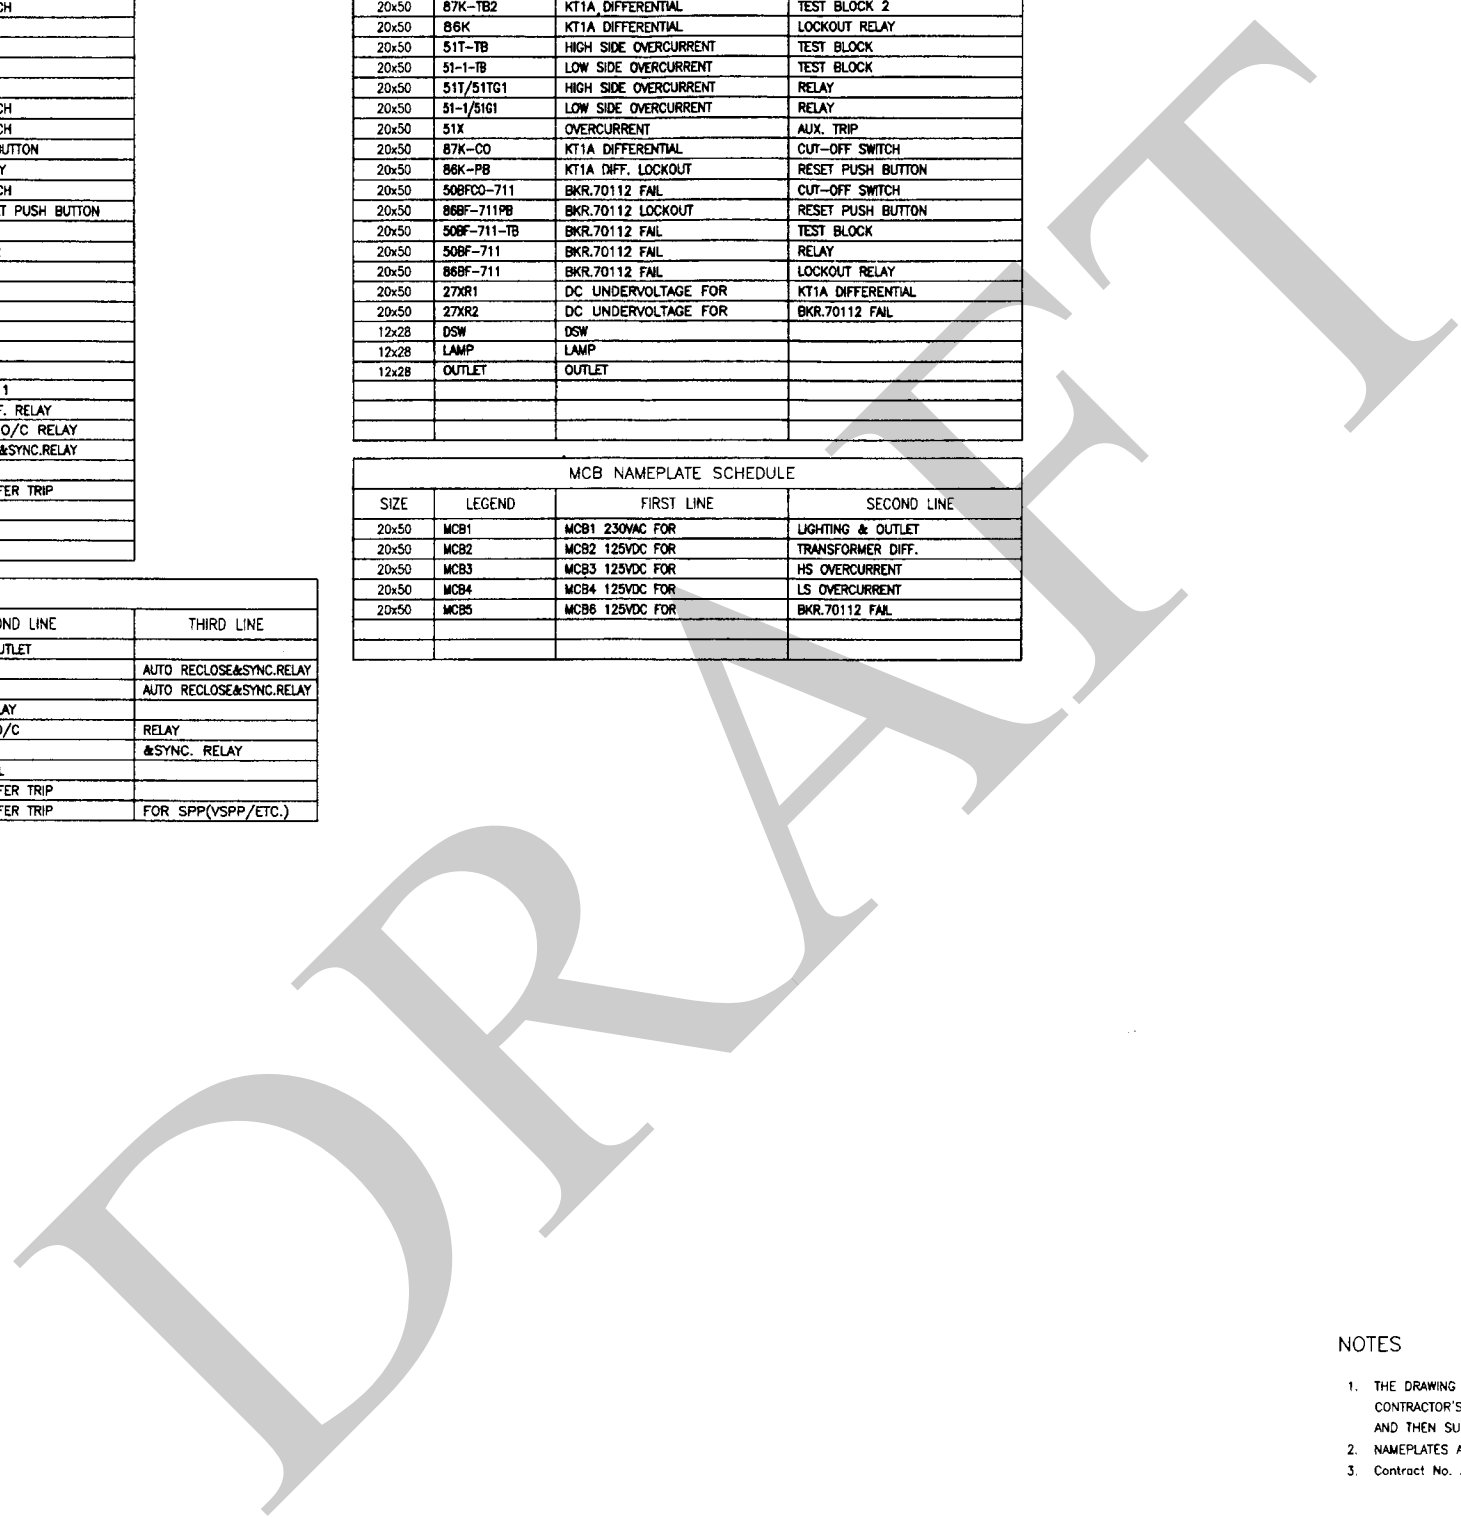 CH
CH
CH
BUTTON
Y
CH
T PUSH BUTTON
1
F. RELAY
O/C RELAY
&SYNC.RELAY
FER TRIP
OND LINE THIRD LINE
UTLET
AUTO RECLOSE&SYNC.RELAY
AUTO RECLOSE&SYNC.RELAY
LAY
O/C RELAY
&SYNC. RELAY
L
FER TRIP
FER TRIP FOR SPP(VSPP/ETC.)
20x50 87K-TB2 KT1A DIFFERENTIAL TEST BLOCK 2
20x50 86K KT1A DIFFERENTIAL LOCKOUT RELAY
20x50 51T-TB HIGH SIDE OVERCURRENT TEST BLOCK
20x50 51-1-TB LOW SIDE OVERCURRENT TEST BLOCK
20x50 51T/51TG1 HIGH SIDE OVERCURRENT RELAY
20x50 51-1/51G1 LOW SIDE OVERCURRENT RELAY
20x50 51X OVERCURRENT AUX. TRIP
20x50 87K-CO KT1A DIFFERENTIAL CUT-OFF SWITCH
20x50 86K-PB KT1A DIFF. LOCKOUT RESET PUSH BUTTON
20x50 50BFCO-711 BKR.70112 FAIL CUT-OFF SWITCH
20x50 86BF-711PB BKR.70112 LOCKOUT RESET PUSH BUTTON
20x50 50BF-711-TB BKR.70112 FAIL TEST BLOCK
20x50 50BF-711 BKR.70112 FAIL RELAY
20x50 86BF-711 BKR.70112 FAIL LOCKOUT RELAY
20x50 27XR1 DC UNDERVOLTAGE FOR KT1A DIFFERENTIAL
20x50 27XR2 DC UNDERVOLTAGE FOR BKR.70112 FAIL
12x28 DSW DSW
12x28 LAMP LAMP
12x28 OUTLET OUTLET
MCB NAMEPLATE SCHEDULE
SIZE LEGEND FIRST LINE SECOND LINE
20x50 MCB1 MCB1 230VAC FOR LIGHTING & OUTLET
20x50 MCB2 MCB2 125VDC FOR TRANSFORMER DIFF.
20x50 MCB3 MCB3 125VDC FOR HS OVERCURRENT
20x50 MCB4 MCB4 125VDC FOR LS OVERCURRENT
20x50 MCB5 MCB6 125VDC FOR BKR.70112 FAIL
DRAFT
NOTES
1. THE DRAWING
CONTRACTOR'S
AND THEN SU
2. NAMEPLATES A
3. Contract No.